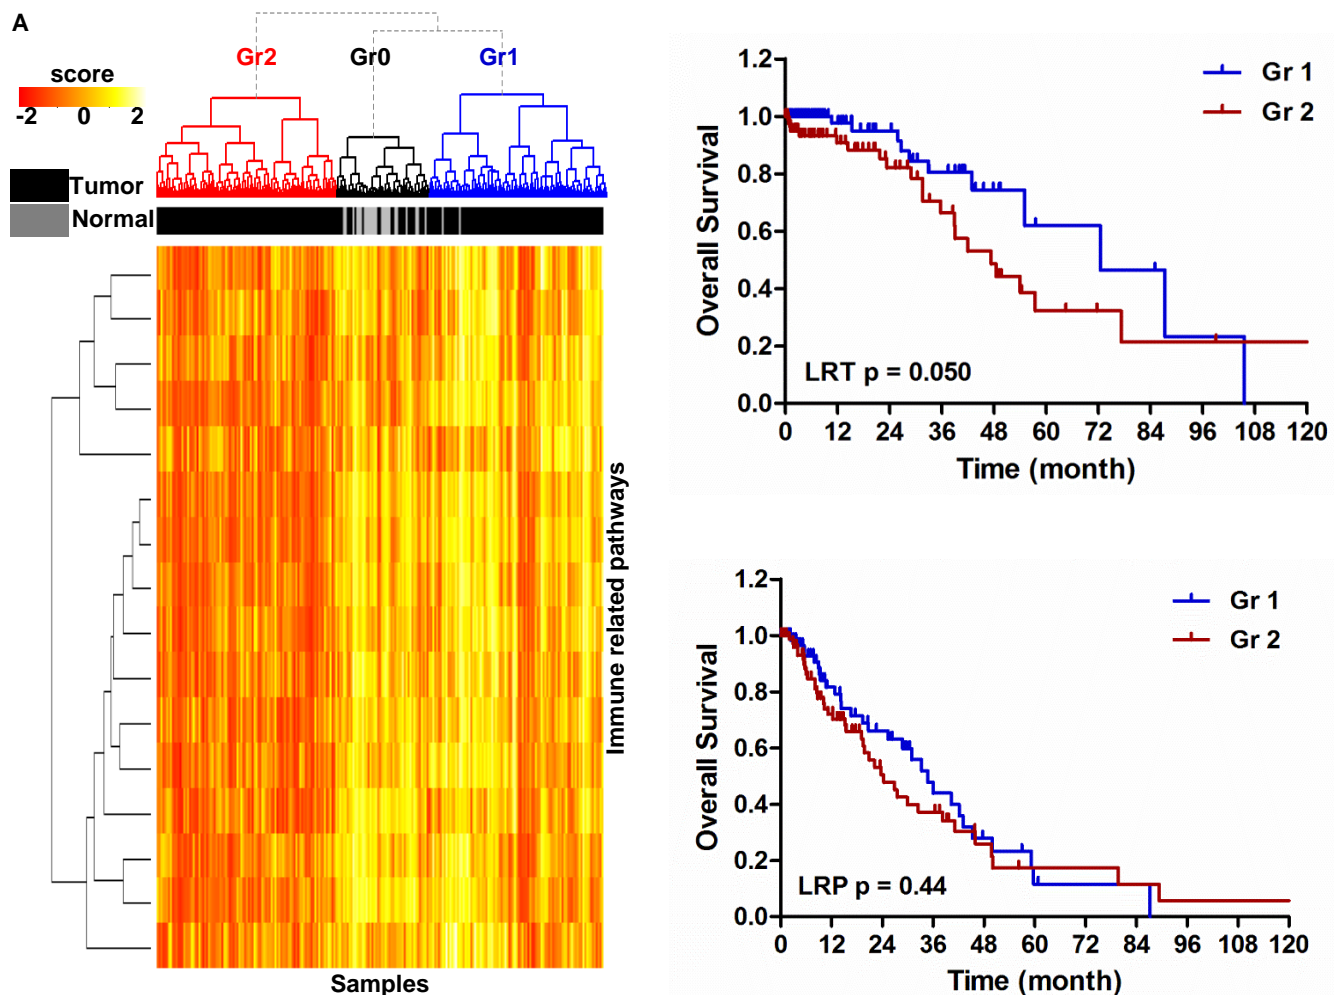 A
Gr2 Gr0 Gr1
score
-2 0 2
Tumor
Normal
Immune related pathways
Samples
1.2
1.0
0.8
0.6
0.4
0.2
0.0
Overall Survival
Gr 1
Gr 2
LRT p = 0.050
0 12 24 36 48 60 72 84 96 108 120
Time (month)
1.2
1.0
0.8
0.6
0.4
0.2
0.0
Overall Survival
Gr 1
Gr 2
LRP p = 0.44
0 12 24 36 48 60 72 84 96 108 120
Time (month)